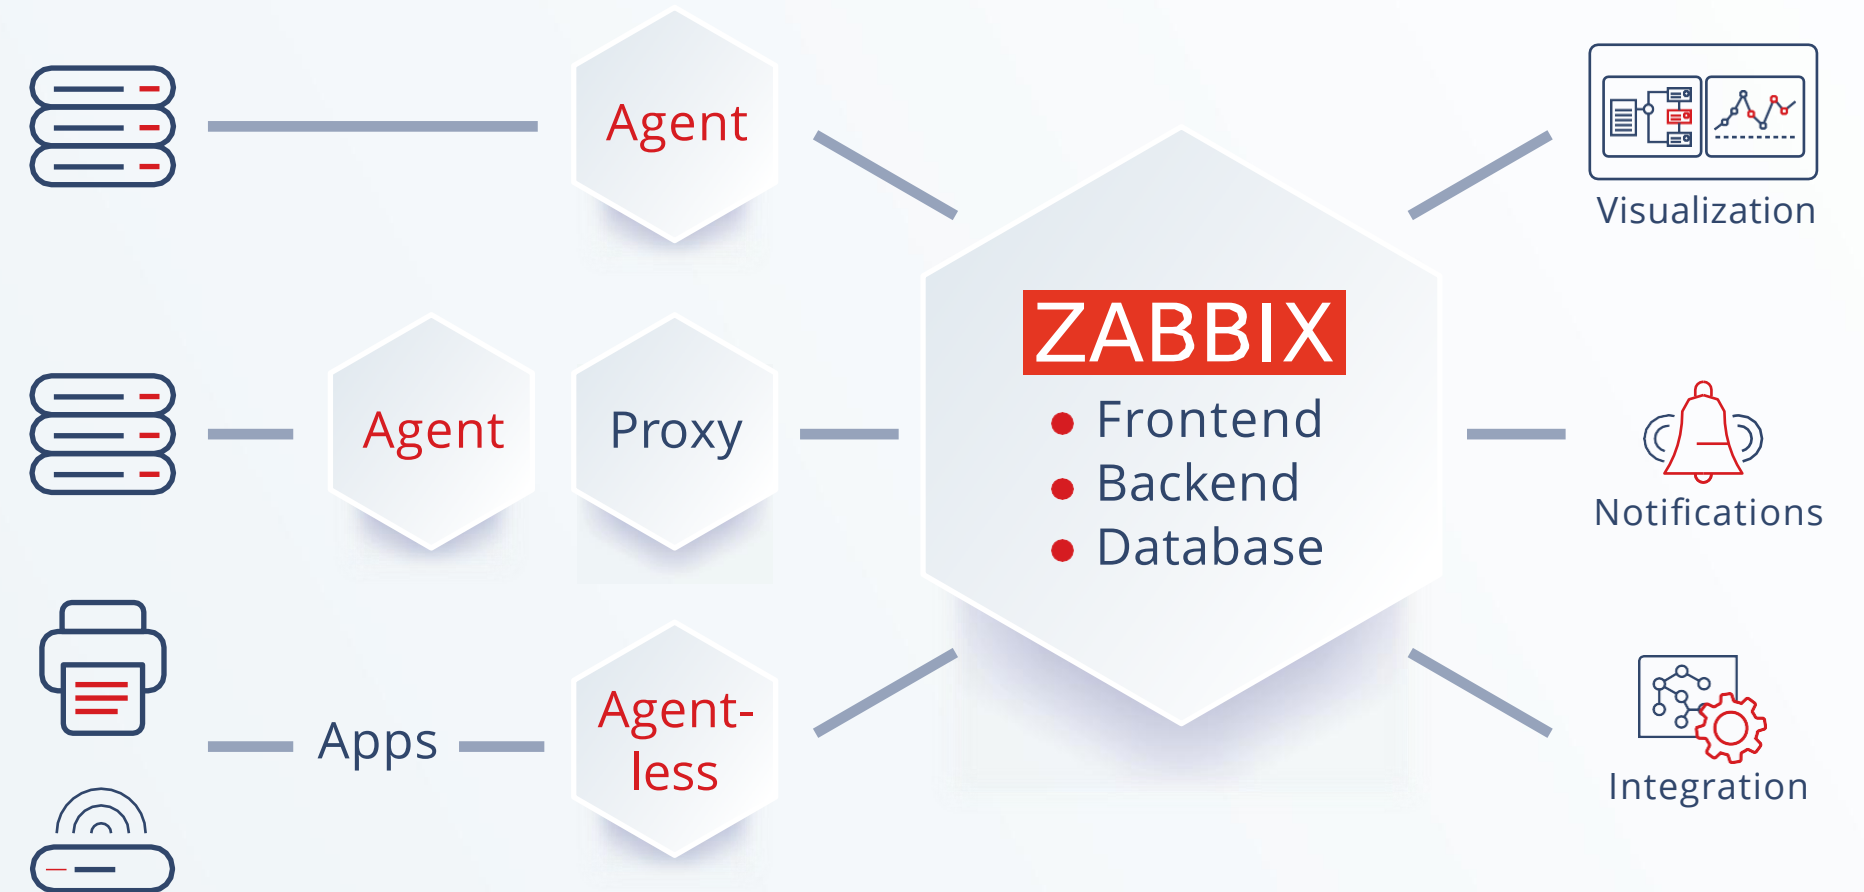 Agent
Visualization
ZABBIX
Agent
Proxy
Frontend
Backend
Database
Notifications
Apps
Agent-
less
Integration